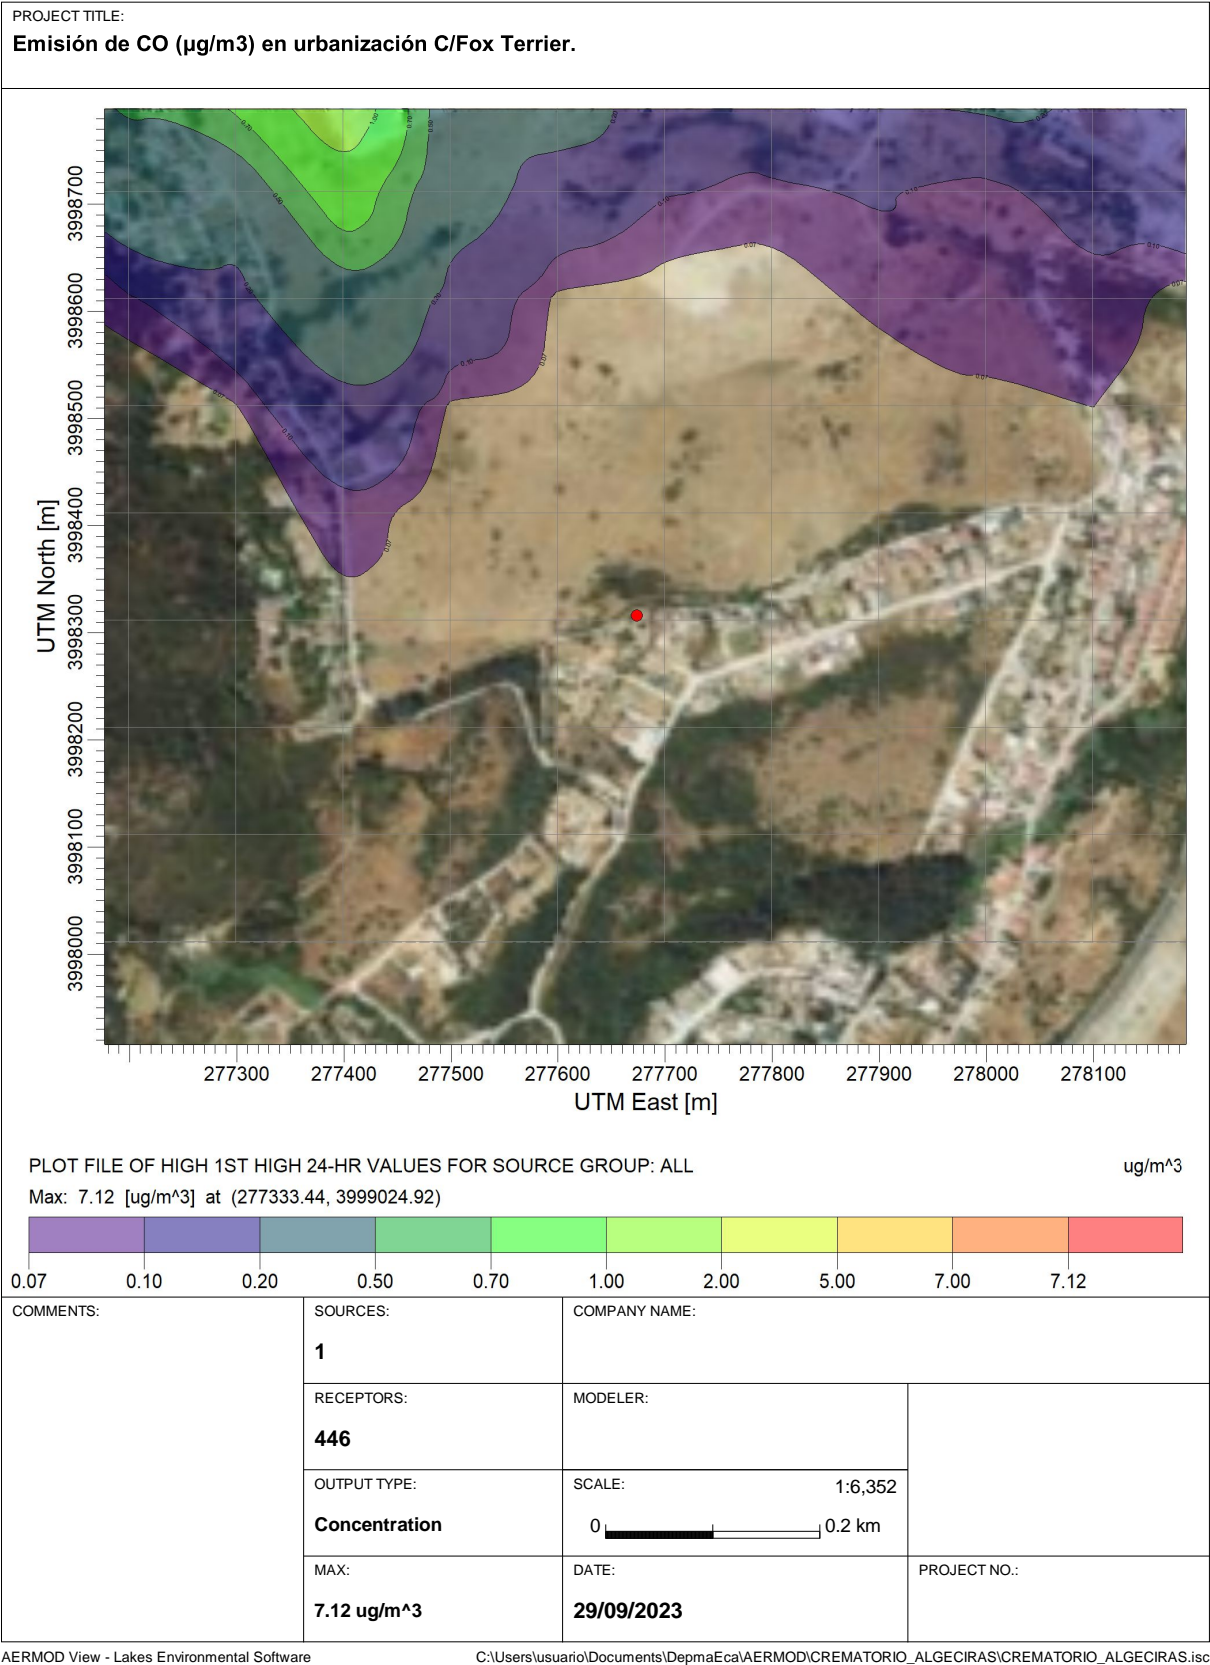 PROJECT TITLE:
Emisión de CO (µg/m3) en urbanización C/Fox Terrier.
UTM North [m]
3998700
3998600
3998500
3998400
3998300
3998200
3998100
3998000
277300 277400 277500 277600 277700 277800 277900 278000 278100
UTM East [m]
PLOT FILE OF HIGH 1ST HIGH 24-HR VALUES FOR SOURCE GROUP: ALL ug/m^3
Max: 7.12 [ug/m^3] at (277333.44, 3999024.92)
0.07 0.10 0.20 0.50 0.70 1.00 2.00 5.00 7.00 7.12
COMMENTS:
SOURCES:
1
COMPANY NAME:
RECEPTORS:
446
MODELER:
OUTPUT TYPE:
Concentration
SCALE: 1:6,352
0 0.2 km
MAX:
7.12 ug/m^3
DATE:
29/09/2023
PROJECT NO.:
AERMOD View - Lakes Environmental Software C:\Users\usuario\Documents\DepmaEca\AERMOD\CREMATORIO_ALGECIRAS\CREMATORIO_ALGECIRAS.isc